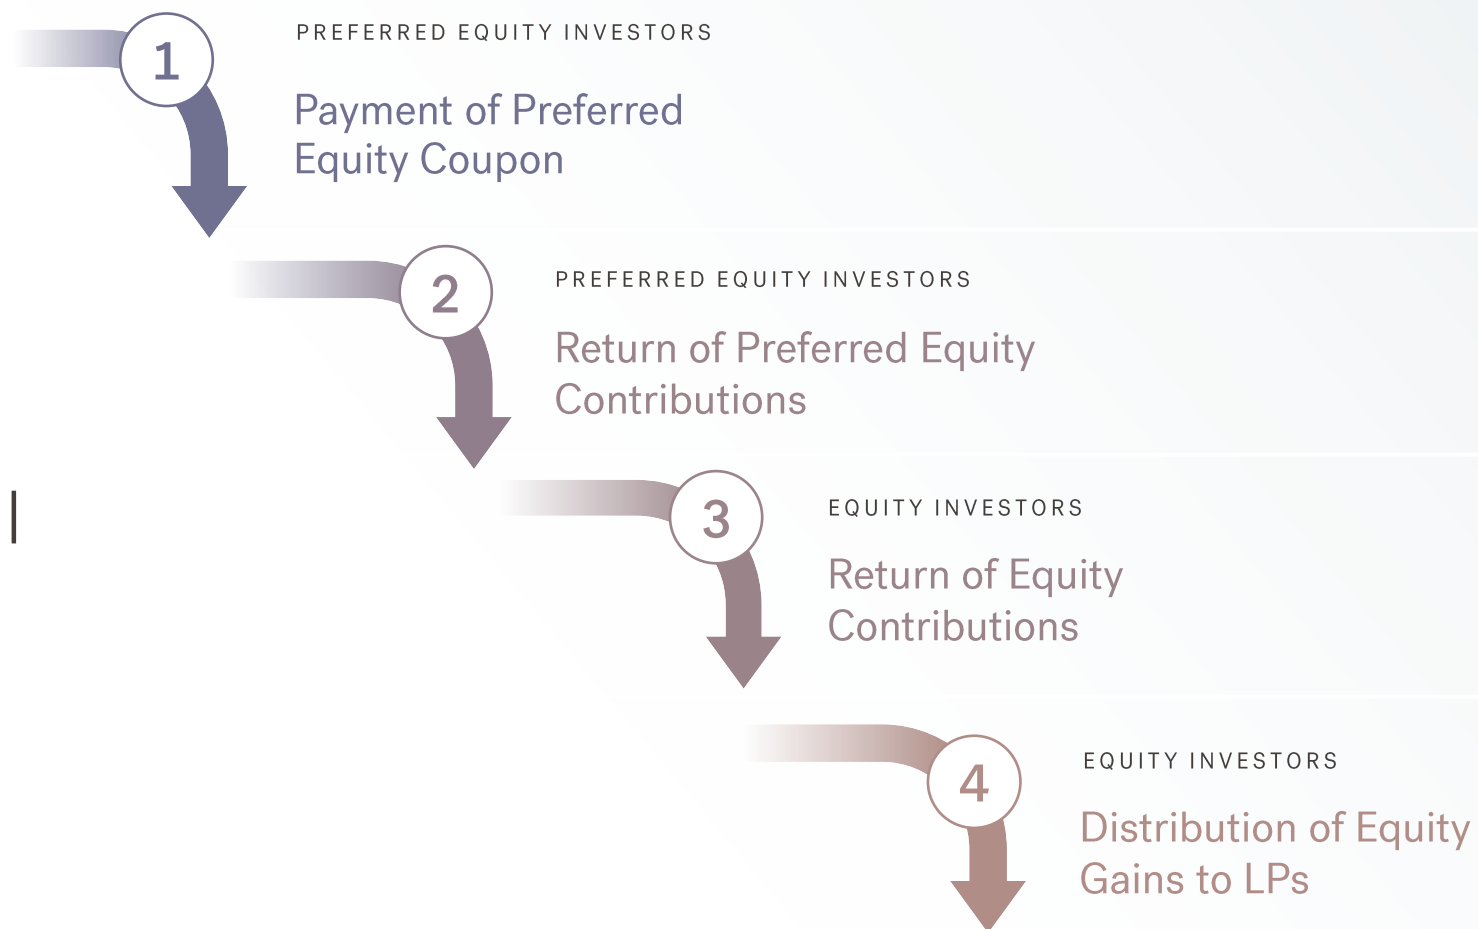 1
PREFERRED EQUITY INVESTORS
Payment of Preferred
Equity Coupon
2
PREFERRED EQUITY INVESTORS
Return of Preferred Equity
Contributions
3
EQUITY INVESTORS
Return of Equity
Contributions
4
EQUITY INVESTORS
Distribution of Equity
Gains to LPs